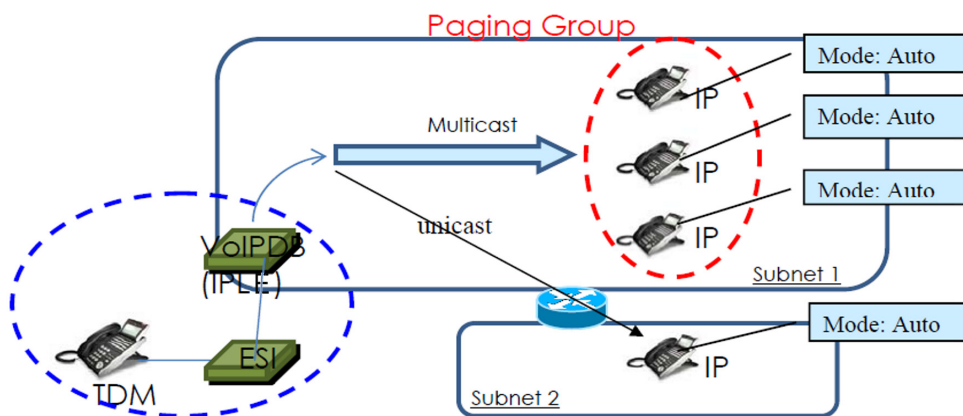 Paging Group
Mode: Auto
IP
Multicast
Mode: Auto
IP
Mode: Auto
unicast
IP
VoIPDB
(IPLE)
Subnet 1
Mode: Auto
ESI
IP
TDM
Subnet 2